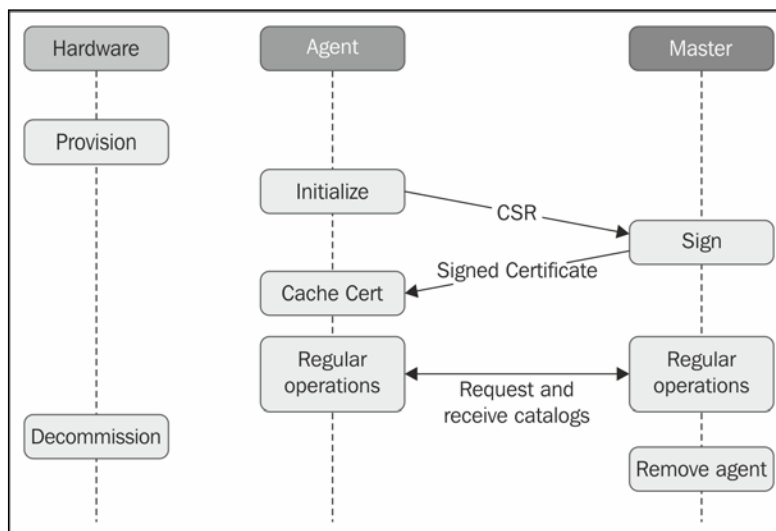 Hardware
Agent
Master
Provision
Initialize
CSR
Sign
Signed Certificate
Cache Cert
Regular
operations
Request and
receive catalogs
Regular
operations
Decommission
Remove agent